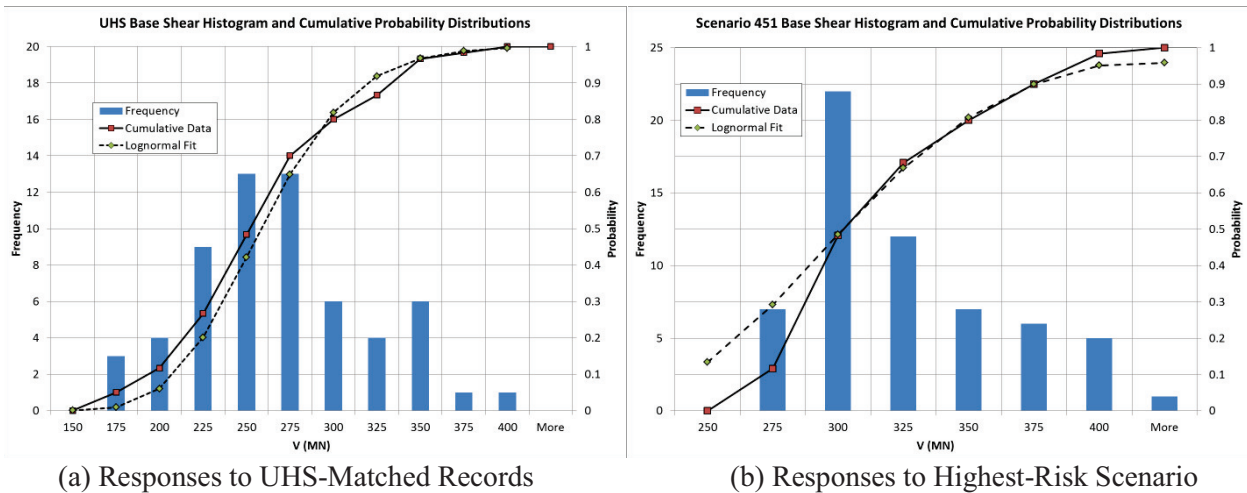 UHS Base Shear Histogram and Cumulative Probability Distributions
20
18
16
14
12
10
8
6
4
2
0
Frequency
Frequency
Cumulative Data
Lognormal Fit
1
0.9
0.8
0.7
0.6
0.5
0.4
0.3
0.2
0.1
0
Probability
150 175 200 225 250 275 300 325 350 375 400 More
V (MN)
(a) Responses to UHS-Matched Records
Scenario 451 Base Shear Histogram and Cumulative Probability Distributions
25
20
15
10
5
0
Frequency
Frequency
Cumulative Data
Lognormal Fit
1
0.9
0.8
0.7
0.6
0.5
0.4
0.3
0.2
0.1
0
Probability
250 275 300 325 350 375 400 More
V (MN)
(b) Responses to Highest-Risk Scenario